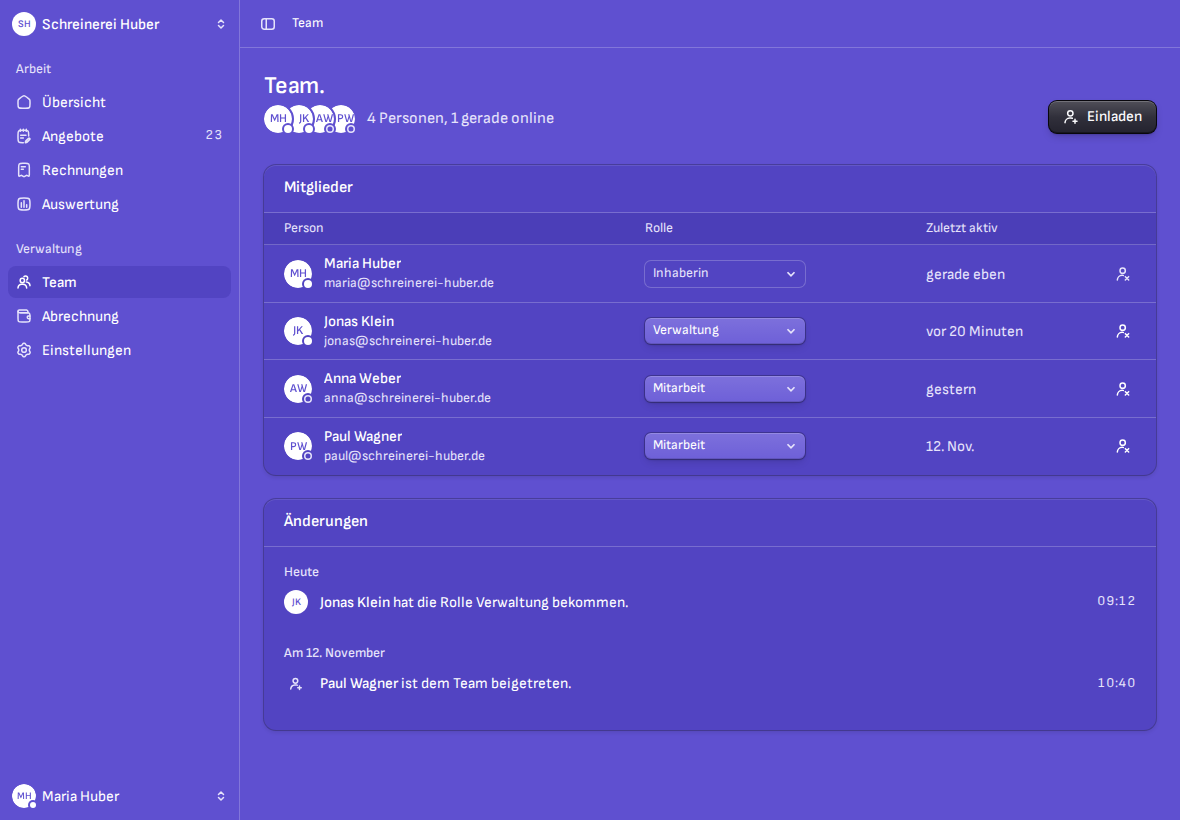 SH Schreinerei Huber
Arbeit
Übersicht
Angebote 23
Rechnungen
Auswertung
Verwaltung
Team
Abrechnung
Einstellungen
MH Maria Huber
Team
Team.
MH JK AW PW 4 Personen, 1 gerade online
Einladen
Mitglieder
Person Rolle Zuletzt aktiv
MH Maria Huber
maria@schreinerei-huber.de
Inhaberin
gerade eben
JK Jonas Klein
jonas@schreinerei-huber.de
Verwaltung
vor 20 Minuten
AW Anna Weber
anna@schreinerei-huber.de
Mitarbeit
gestern
PW Paul Wagner
paul@schreinerei-huber.de
Mitarbeit
12. Nov.
Änderungen
Heute
JK Jonas Klein hat die Rolle Verwaltung bekommen. 09:12
Am 12. November
Paul Wagner ist dem Team beigetreten. 10:40